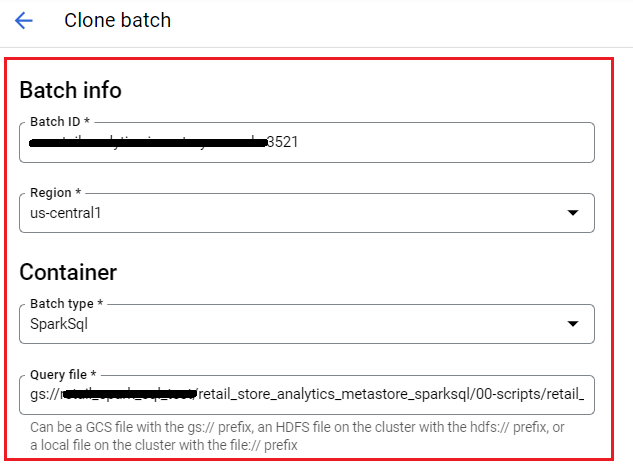 Clone batch
Batch info
Batch ID *
3521
Region *
us-central1
Container
Batch type *
SparkSql
Query file *
gs:// /retail_store_analytics_metastore_sparksql/00-scripts/retail_
Can be a GCS file with the gs:// prefix, an HDFS file on the cluster with the hdfs:// prefix, or
a local file on the cluster with the file:// prefix